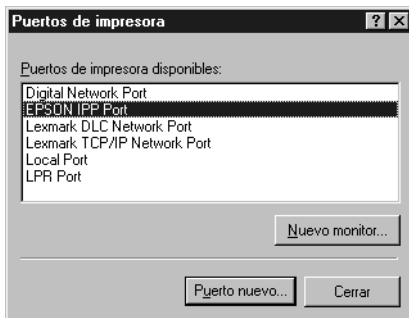 Puertos de impresora
Puertos de impresora disponibles:
Digital Network Port
EPSON IPP Port
Lexmark DLC Network Port
Lexmark TCP/IP Network Port
Local Port
LPR Port
Nuevo monitor...
Puerto nuevo...
Cerrar